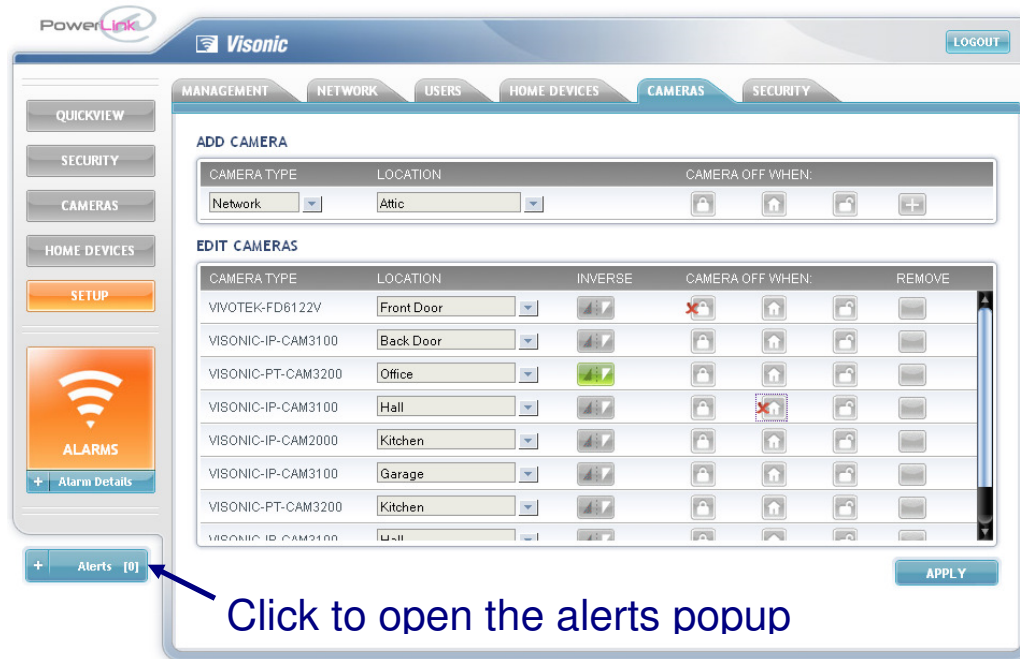 PowerLink
Visonic
LOGOUT
MANAGEMENT NETWORK USERS HOME DEVICES CAMERAS SECURITY
QUICKVIEW
SECURITY
CAMERAS
HOME DEVICES
SETUP
ALARMS
+ Alarm Details
+ Alerts [0]
ADD CAMERA
CAMERA TYPE LOCATION CAMERA OFF WHEN:
Network Attic
EDIT CAMERAS
CAMERA TYPE LOCATION INVERSE CAMERA OFF WHEN: REMOVE
VIVOTEK-FD6122V Front Door
VISONIC-IP-CAM3100 Back Door
VISONIC-PT-CAM3200 Office
VISONIC-IP-CAM3100 Hall
VISONIC-IP-CAM2000 Kitchen
VISONIC-IP-CAM3100 Garage
VISONIC-PT-CAM3200 Kitchen
VISONIC-IP-CAM3100 Hall
APPLY
Click to open the alerts popup